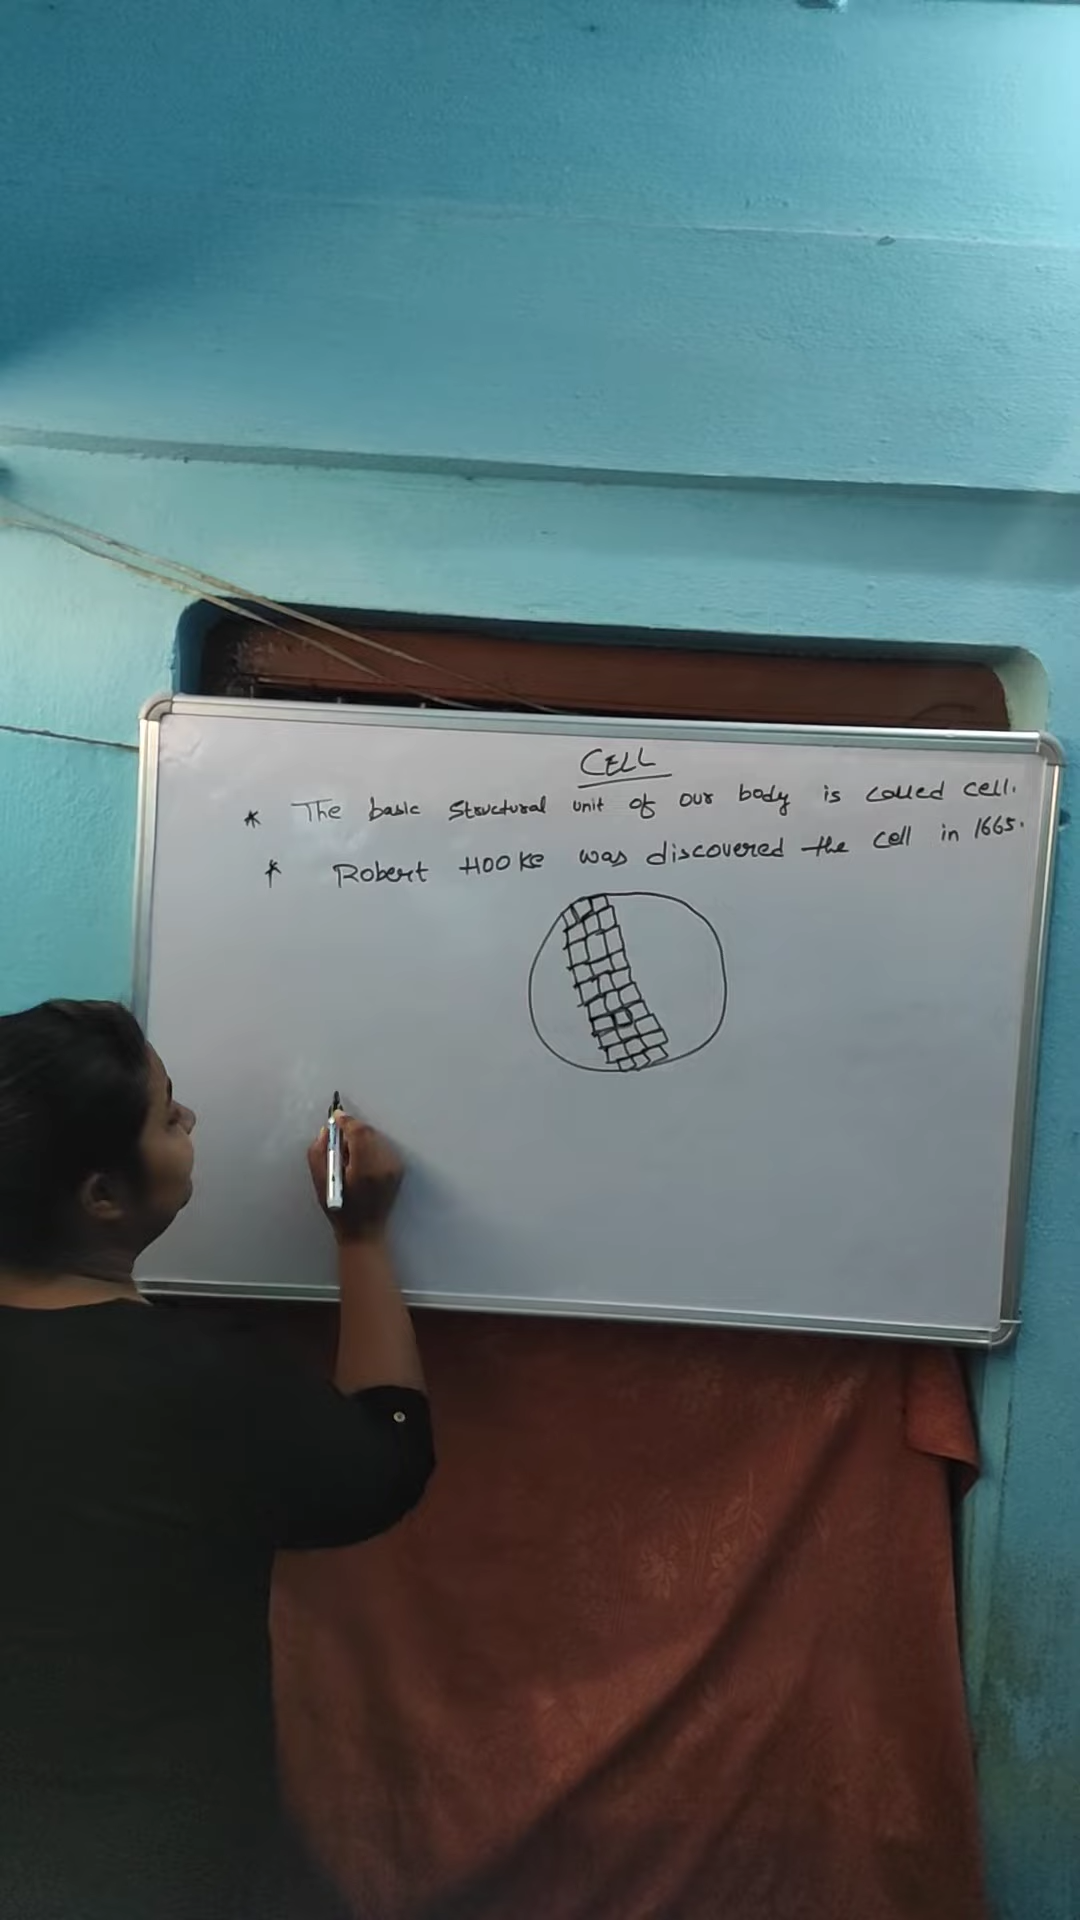 CELL
* The basic structural unit of our body is called cell.
* Robert HOOKe was discovered the cell in 1665.